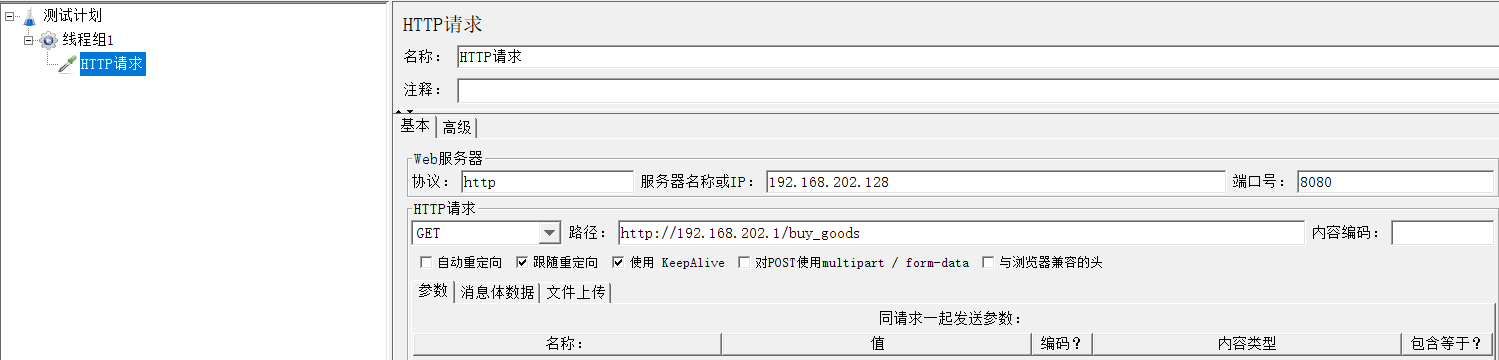 测试计划
线程组1
HTTP请求
HTTP请求
名称： HTTP请求
注释：
基本 高级
Web服务器
协议： http 服务器名称或IP： 192.168.202.128 端口号： 8080
HTTP请求
GET 路径： http://192.168.202.1/buy_goods 内容编码：
自动重定向 跟随重定向 使用 KeepAlive 对POST使用multipart / form-data 与浏览器兼容的头
参数 消息体数据 文件上传
同请求一起发送参数：
名称： 值 编码？ 内容类型 包含等于？